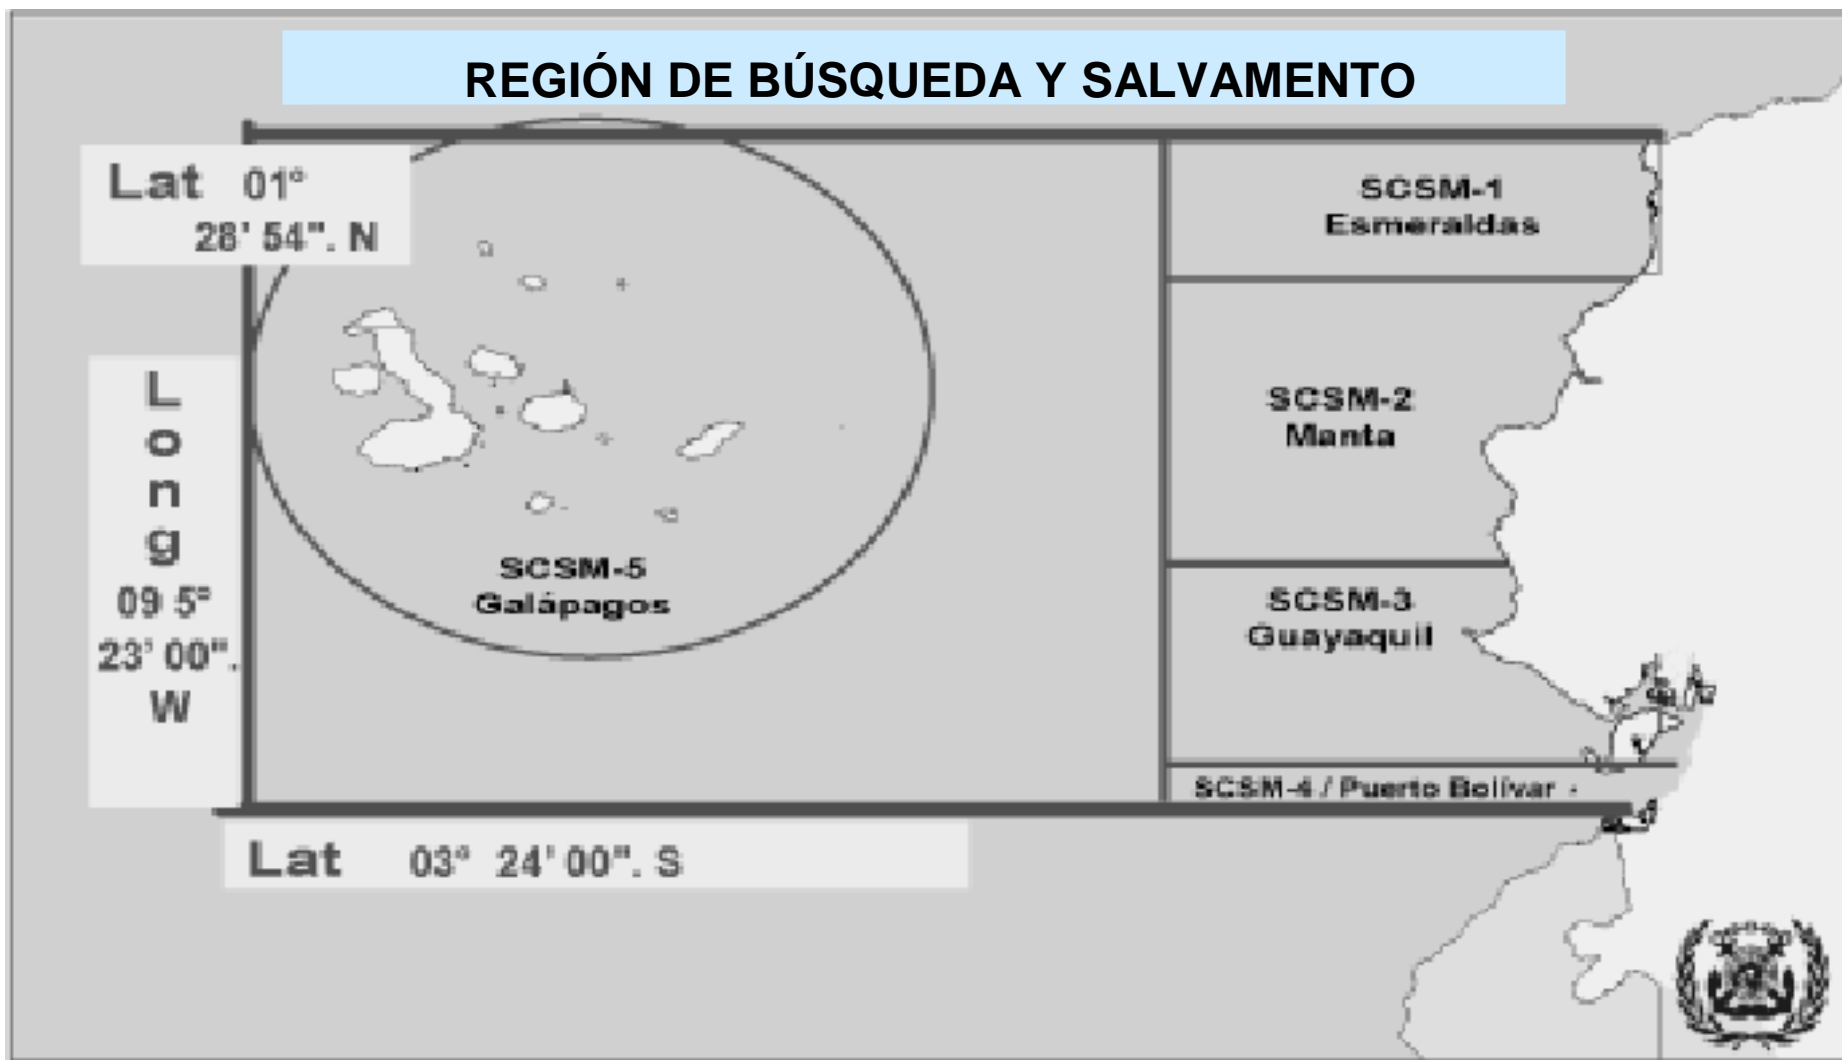 REGIÓN DE BÚSQUEDA Y SALVAMENTO
Lat 01°
28' 54". N
SCSM-1
Esmeraldas
L
o
n
g
09 5°
23' 00".
W
SCSM-2
Manta
SCSM-5
Galápagos
SCSM-3
Guayaquil
SCSM-4 / Puerto Bolívar -
Lat 03° 24' 00". S